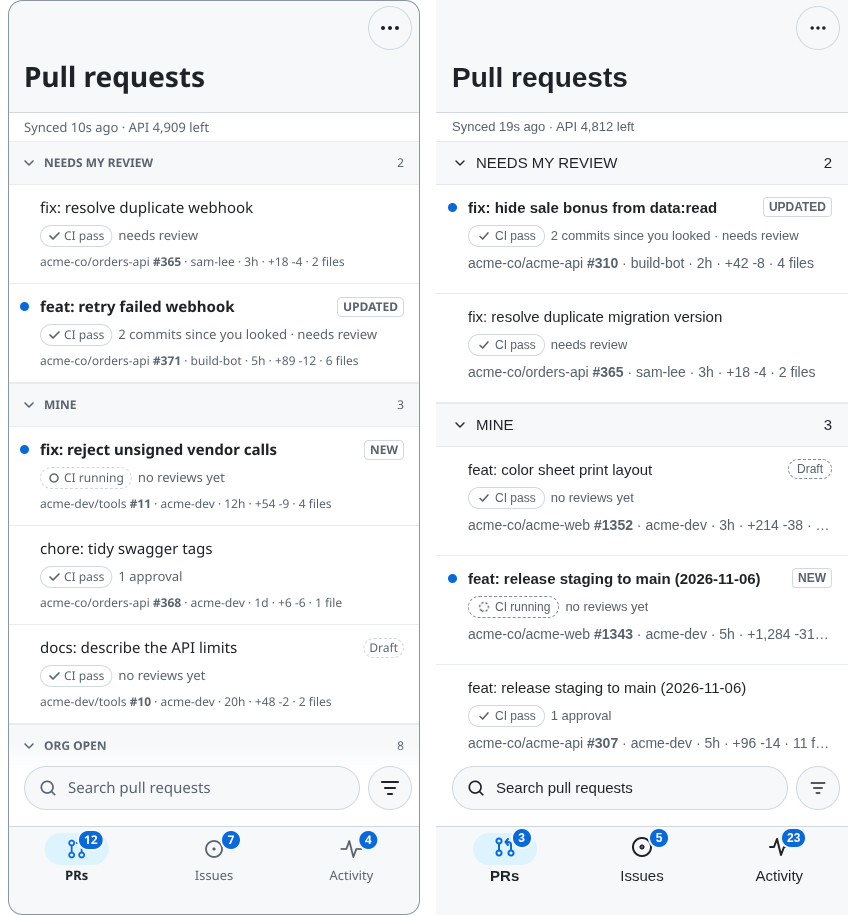 Pull requests
Synced 10s ago · API 4,909 left
NEEDS MY REVIEW 2
fix: resolve duplicate webhook
CI pass needs review
acme-co/orders-api #365 · sam-lee · 3h · +18 -4 · 2 files
feat: retry failed webhook UPDATED
CI pass 2 commits since you looked · needs review
acme-co/orders-api #371 · build-bot · 5h · +89 -12 · 6 files
MINE 3
fix: reject unsigned vendor calls NEW
CI running no reviews yet
acme-dev/tools #11 · acme-dev · 12h · +54 -9 · 4 files
chore: tidy swagger tags
CI pass 1 approval
acme-co/orders-api #368 · acme-dev · 1d · +6 -6 · 1 file
docs: describe the API limits Draft
CI pass no reviews yet
acme-dev/tools #10 · acme-dev · 20h · +48 -2 · 2 files
ORG OPEN 8
Search pull requests
12 7 4
PRs Issues Activity
Pull requests
Synced 19s ago · API 4,812 left
NEEDS MY REVIEW 2
fix: hide sale bonus from data:read UPDATED
CI pass 2 commits since you looked · needs review
acme-co/acme-api #310 · build-bot · 2h · +42 -8 · 4 files
fix: resolve duplicate migration version
CI pass needs review
acme-co/orders-api #365 · sam-lee · 3h · +18 -4 · 2 files
MINE 3
feat: color sheet print layout Draft
CI pass no reviews yet
acme-co/acme-web #1352 · acme-dev · 3h · +214 -38 · …
feat: release staging to main (2026-11-06) NEW
CI running no reviews yet
acme-co/acme-web #1343 · acme-dev · 5h · +1,284 -31…
feat: release staging to main (2026-11-06)
CI pass 1 approval
acme-co/acme-api #307 · acme-dev · 5h · +96 -14 · 11 f…
Search pull requests
3 5 23
PRs Issues Activity